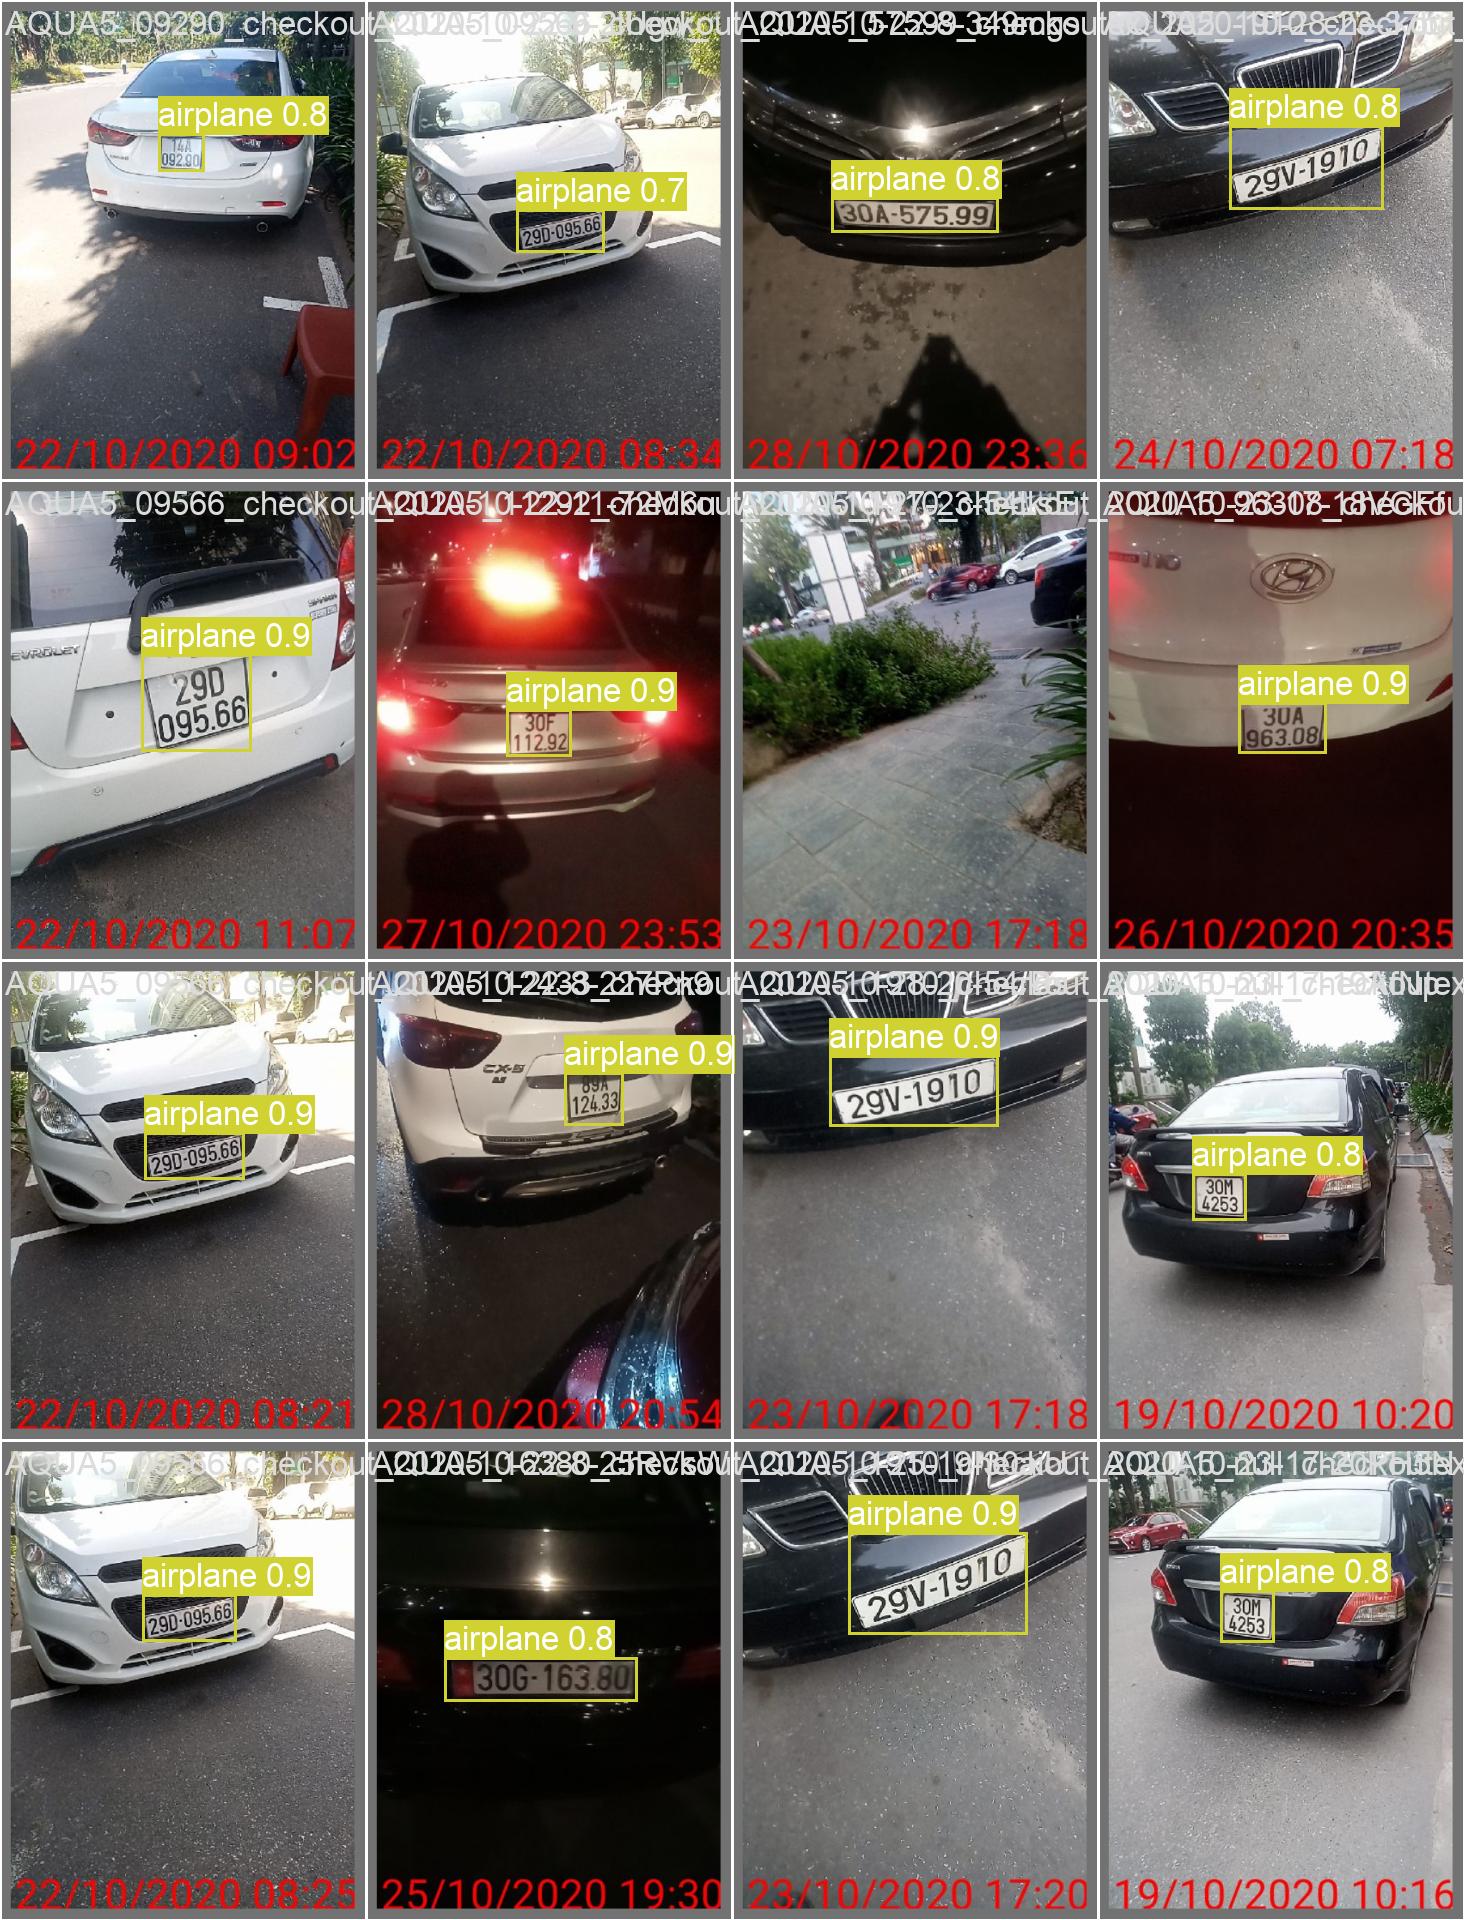 AQUA5_09290_checkout
airplane 0.8
14A
092.90
22/10/2020 09:02
airplane 0.7
29D-095.66
22/10/2020 08:34
airplane 0.8
30A-575.99
28/10/2020 23:36
airplane 0.8
29V-1910
24/10/2020 07:18
AQUA5_09566_checkout
SPARK
EVROLET
airplane 0.9
29D
095.66
22/10/2020 11:07
airplane 0.9
30F
112.92
27/10/2020 23:53
23/10/2020 17:18
i10
airplane 0.9
30A
963.08
26/10/2020 20:35
AQUA5_09566_checkout
airplane 0.9
29D-095.66
22/10/2020 08:21
airplane 0.9
CX-5
89A
124.33
28/10/2020 20:54
airplane 0.9
29V-1910
23/10/2020 17:18
airplane 0.8
30M
4253
19/10/2020 10:20
AQUA5_09566_checkout
airplane 0.9
29D-095.66
22/10/2020 08:25
airplane 0.8
30G-163.80
25/10/2020 19:30
airplane 0.9
29V-1910
23/10/2020 17:20
airplane 0.8
30M
4253
19/10/2020 10:16